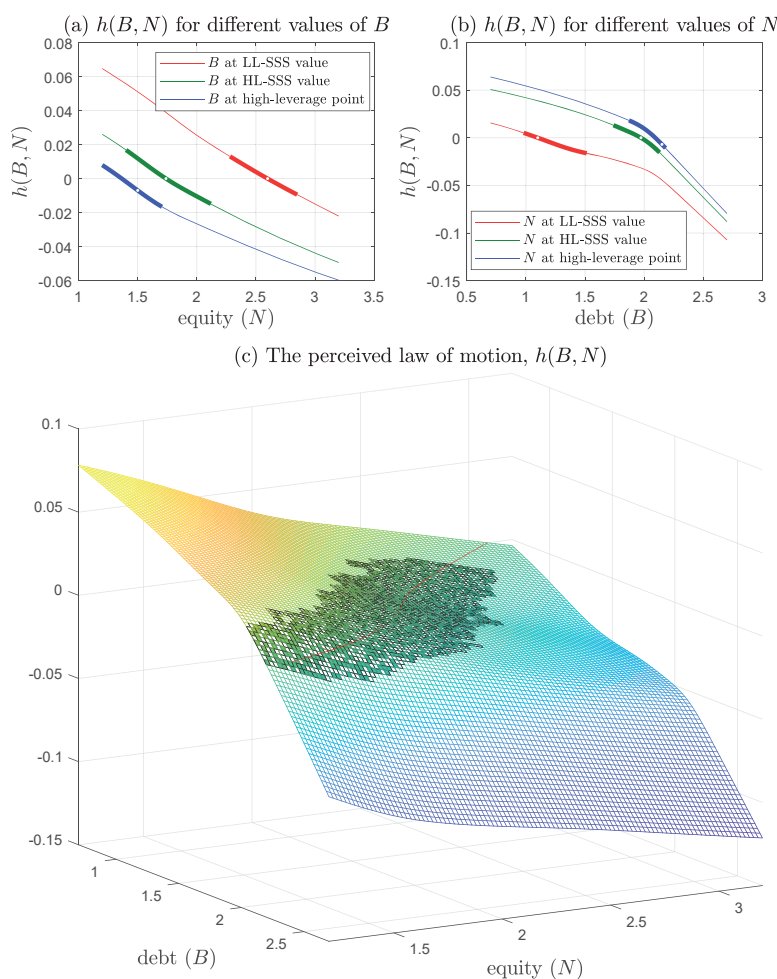 (a) h(B, N) for different values of B
0.08
0.06
0.04
0.02
0
-0.02
-0.04
-0.06
h(B, N)
B at LL-SSS value
B at HL-SSS value
B at high-leverage point
1 1.5 2 2.5 3 3.5
equity (N)
(b) h(B, N) for different values of N
0.1
0.05
0
-0.05
-0.1
-0.15
h(B, N)
N at LL-SSS value
N at HL-SSS value
N at high-leverage point
0.5 1 1.5 2 2.5 3
debt (B)
(c) The perceived law of motion, h(B, N)
0.1
0.05
0
-0.05
-0.1
-0.15
1
1.5
2
2.5
debt (B)
1.5
2
2.5
3
equity (N)